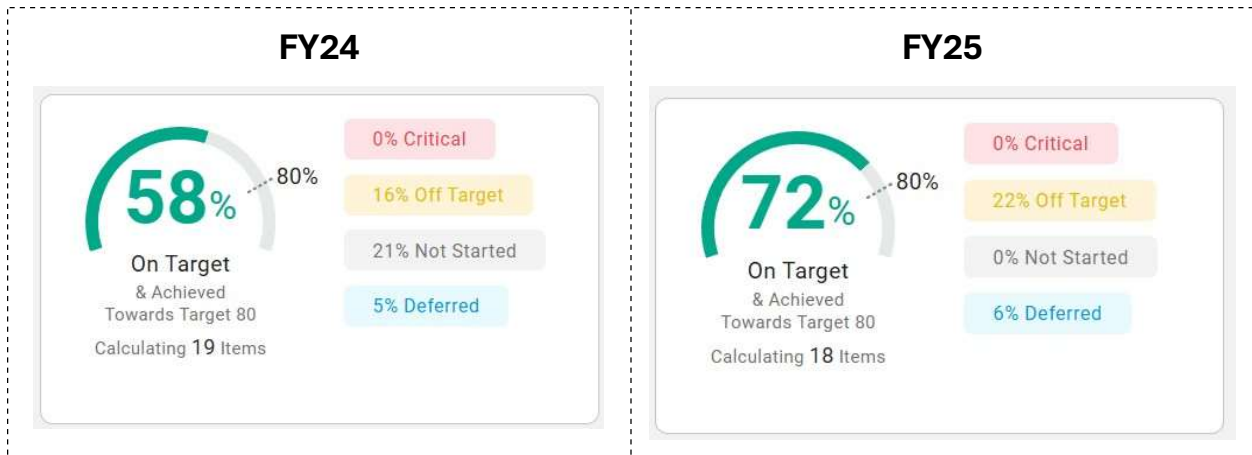 FY24
58%
80%
On Target
& Achieved
Towards Target 80
Calculating 19 Items
0% Critical
16% Off Target
21% Not Started
5% Deferred
FY25
72%
80%
On Target
& Achieved
Towards Target 80
Calculating 18 Items
0% Critical
22% Off Target
0% Not Started
6% Deferred